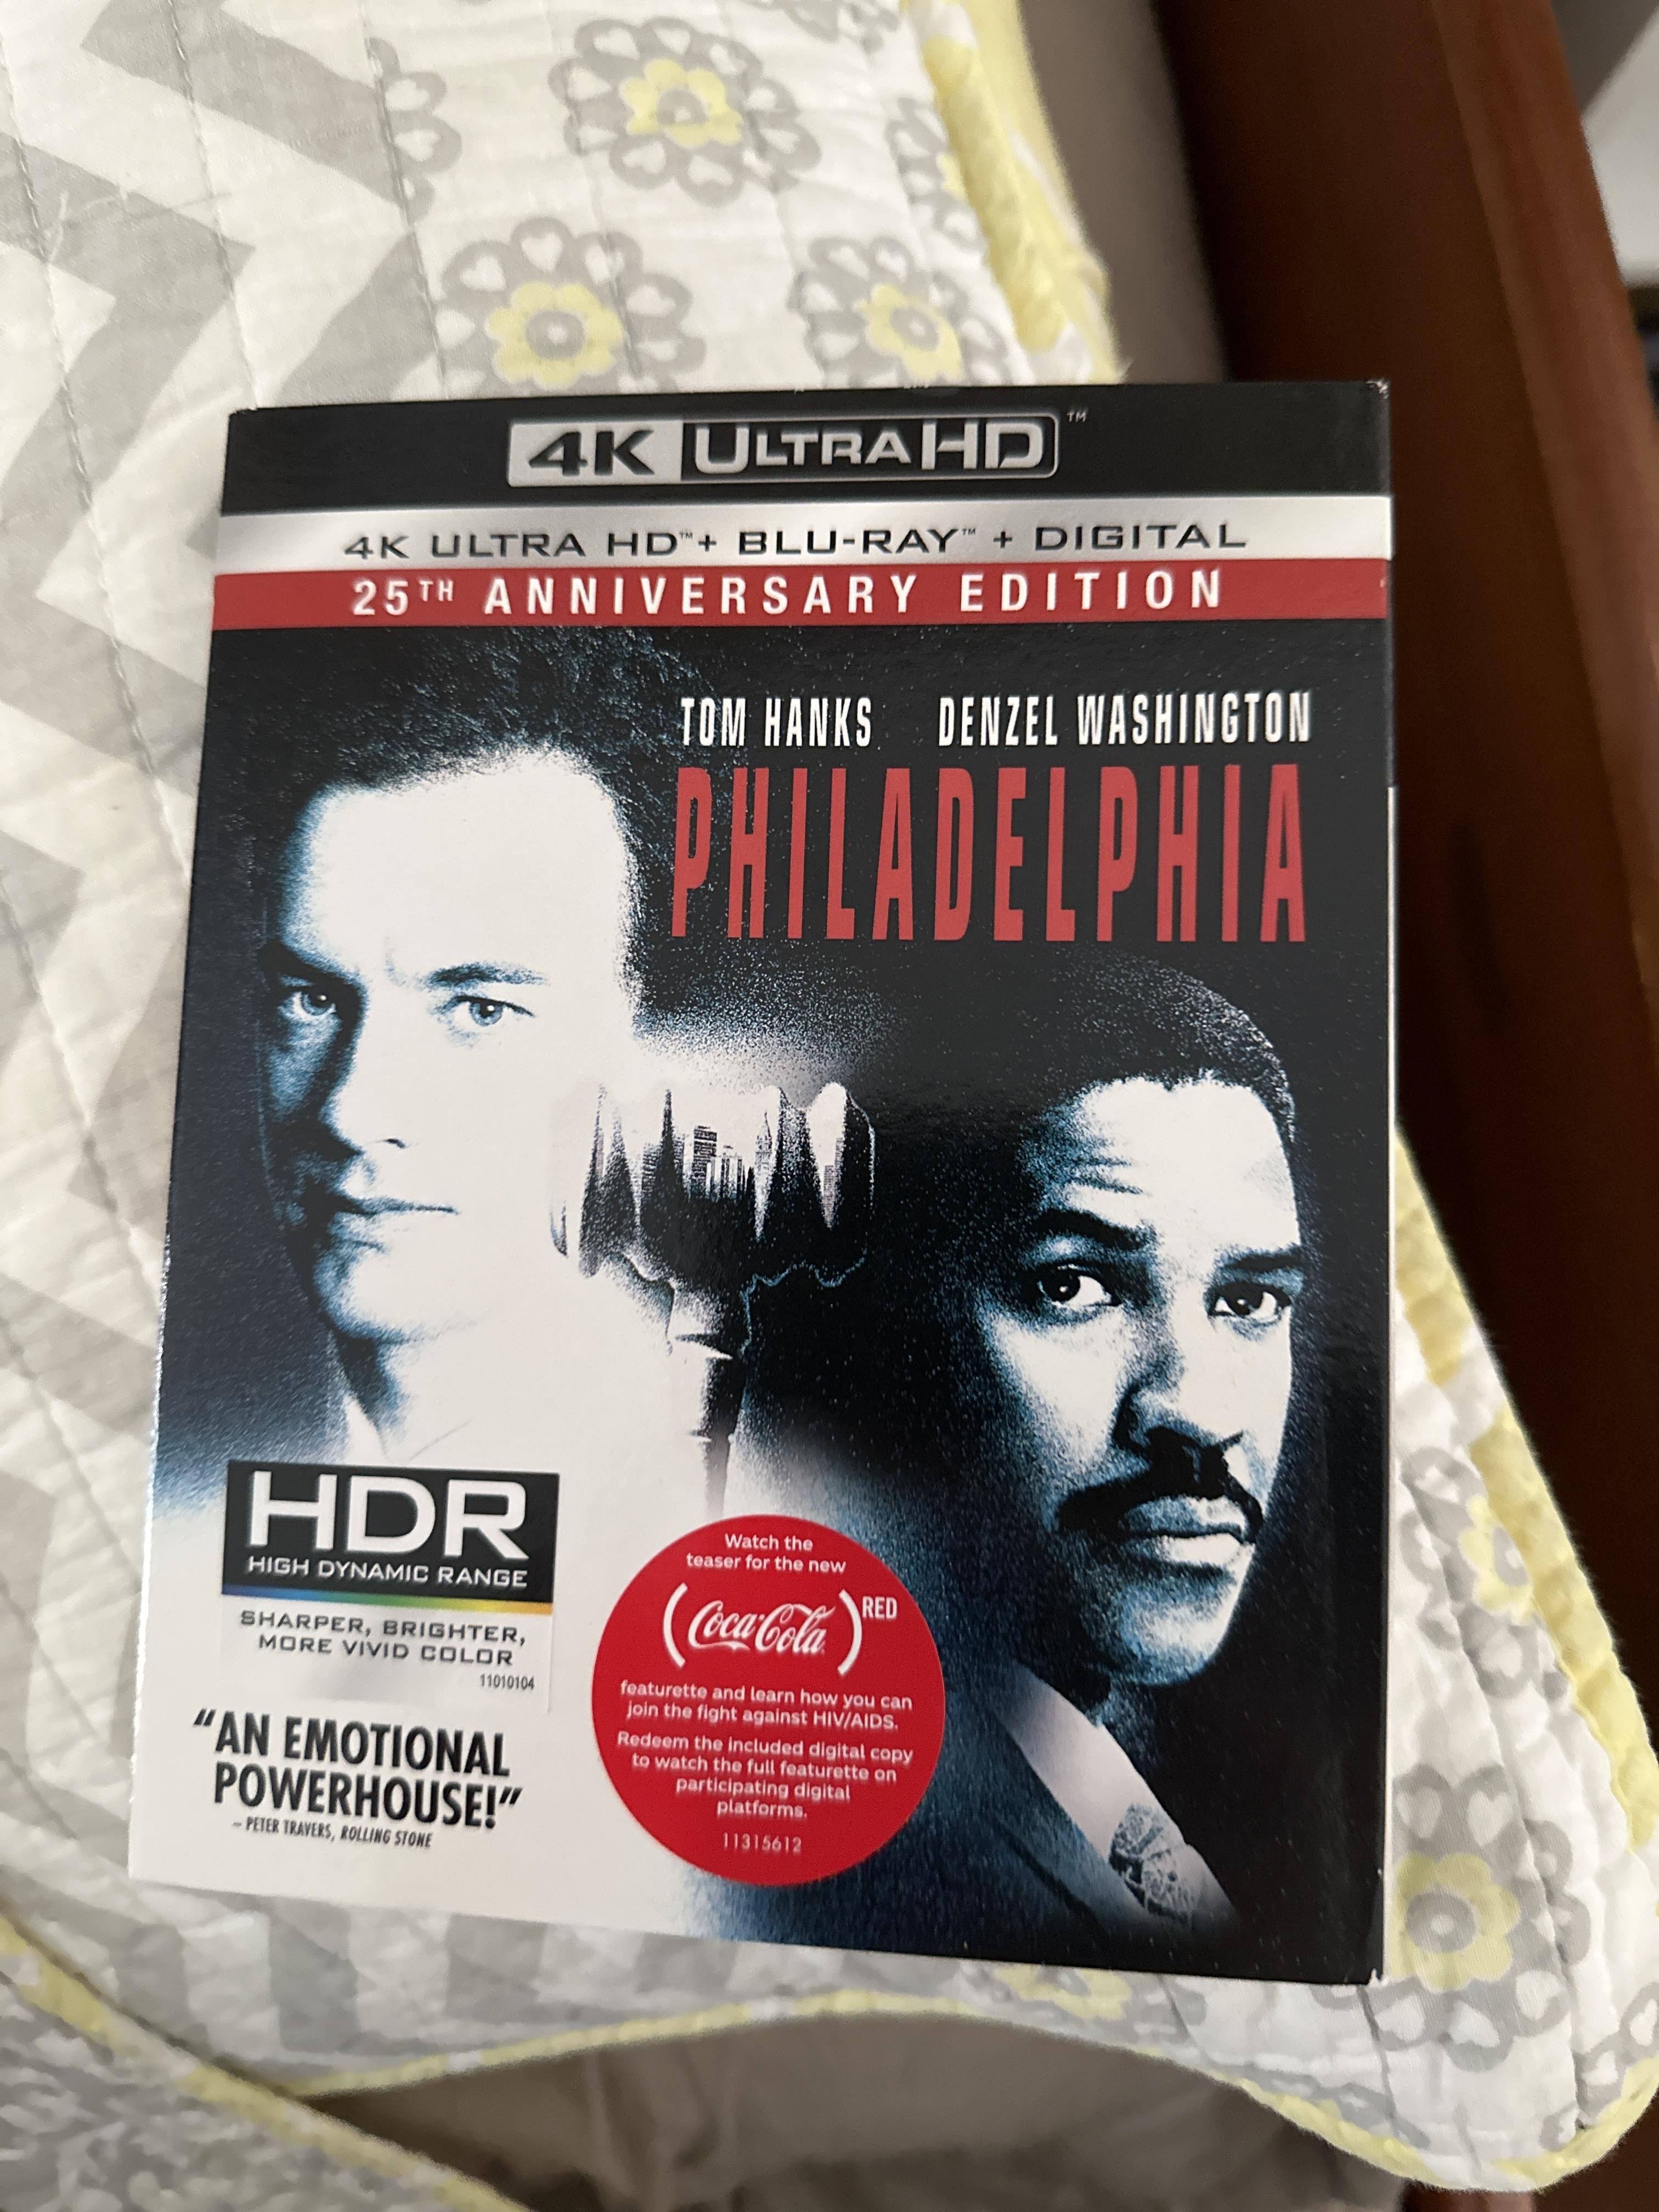 4K ULTRA HD™
4K ULTRA HD™ + BLU-RAY™ + DIGITAL
25TH ANNIVERSARY EDITION
TOM HANKS DENZEL WASHINGTON
PHILADELPHIA
HDR
HIGH DYNAMIC RANGE
SHARPER, BRIGHTER,
MORE VIVID COLOR
11010104
"AN EMOTIONAL
POWERHOUSE!"
– PETER TRAVERS, ROLLING STONE
Watch the
teaser for the new
(Coca-Cola)RED
featurette and learn how you can
join the fight against HIV/AIDS.
Redeem the included digital copy
to watch the full featurette on
participating digital
platforms.
11315612